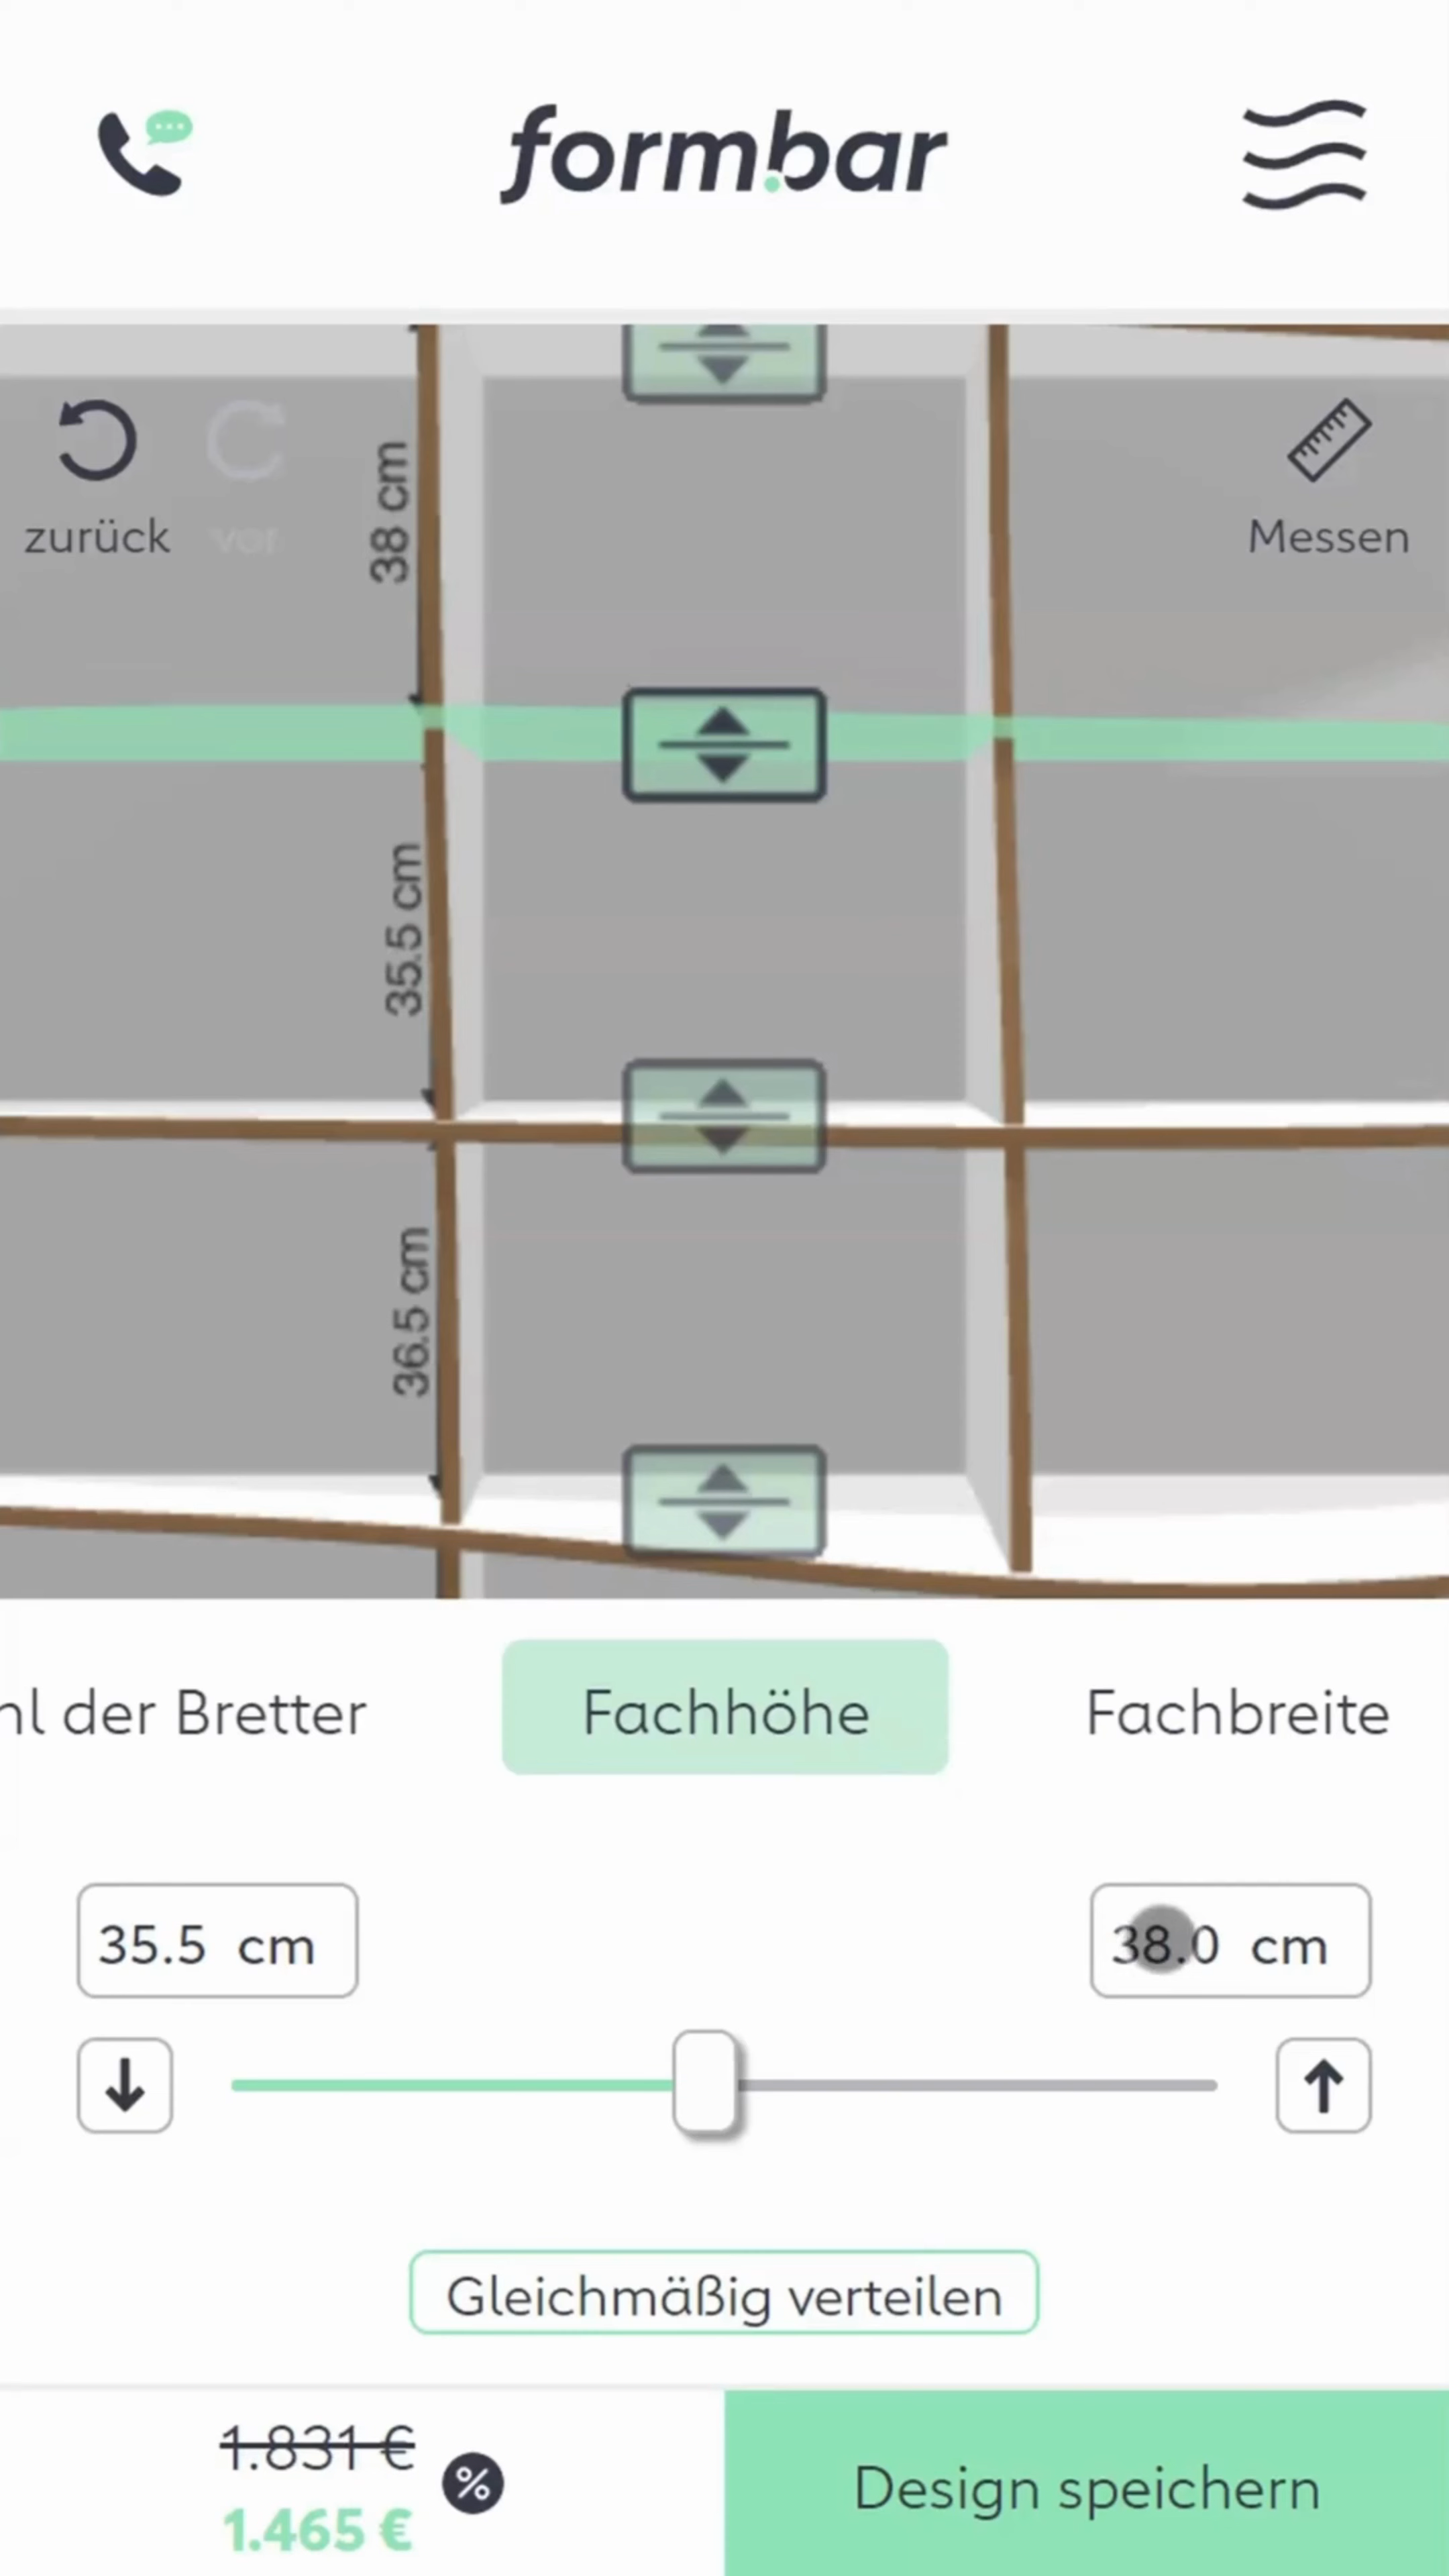 formbar
zurück
vor
Messen
38 cm
35.5 cm
36.5 cm
hl der Bretter
Fachhöhe
Fachbreite
35.5 cm
38.0 cm
Gleichmäßig verteilen
1.831 €
%
1.465 €
Design speichern